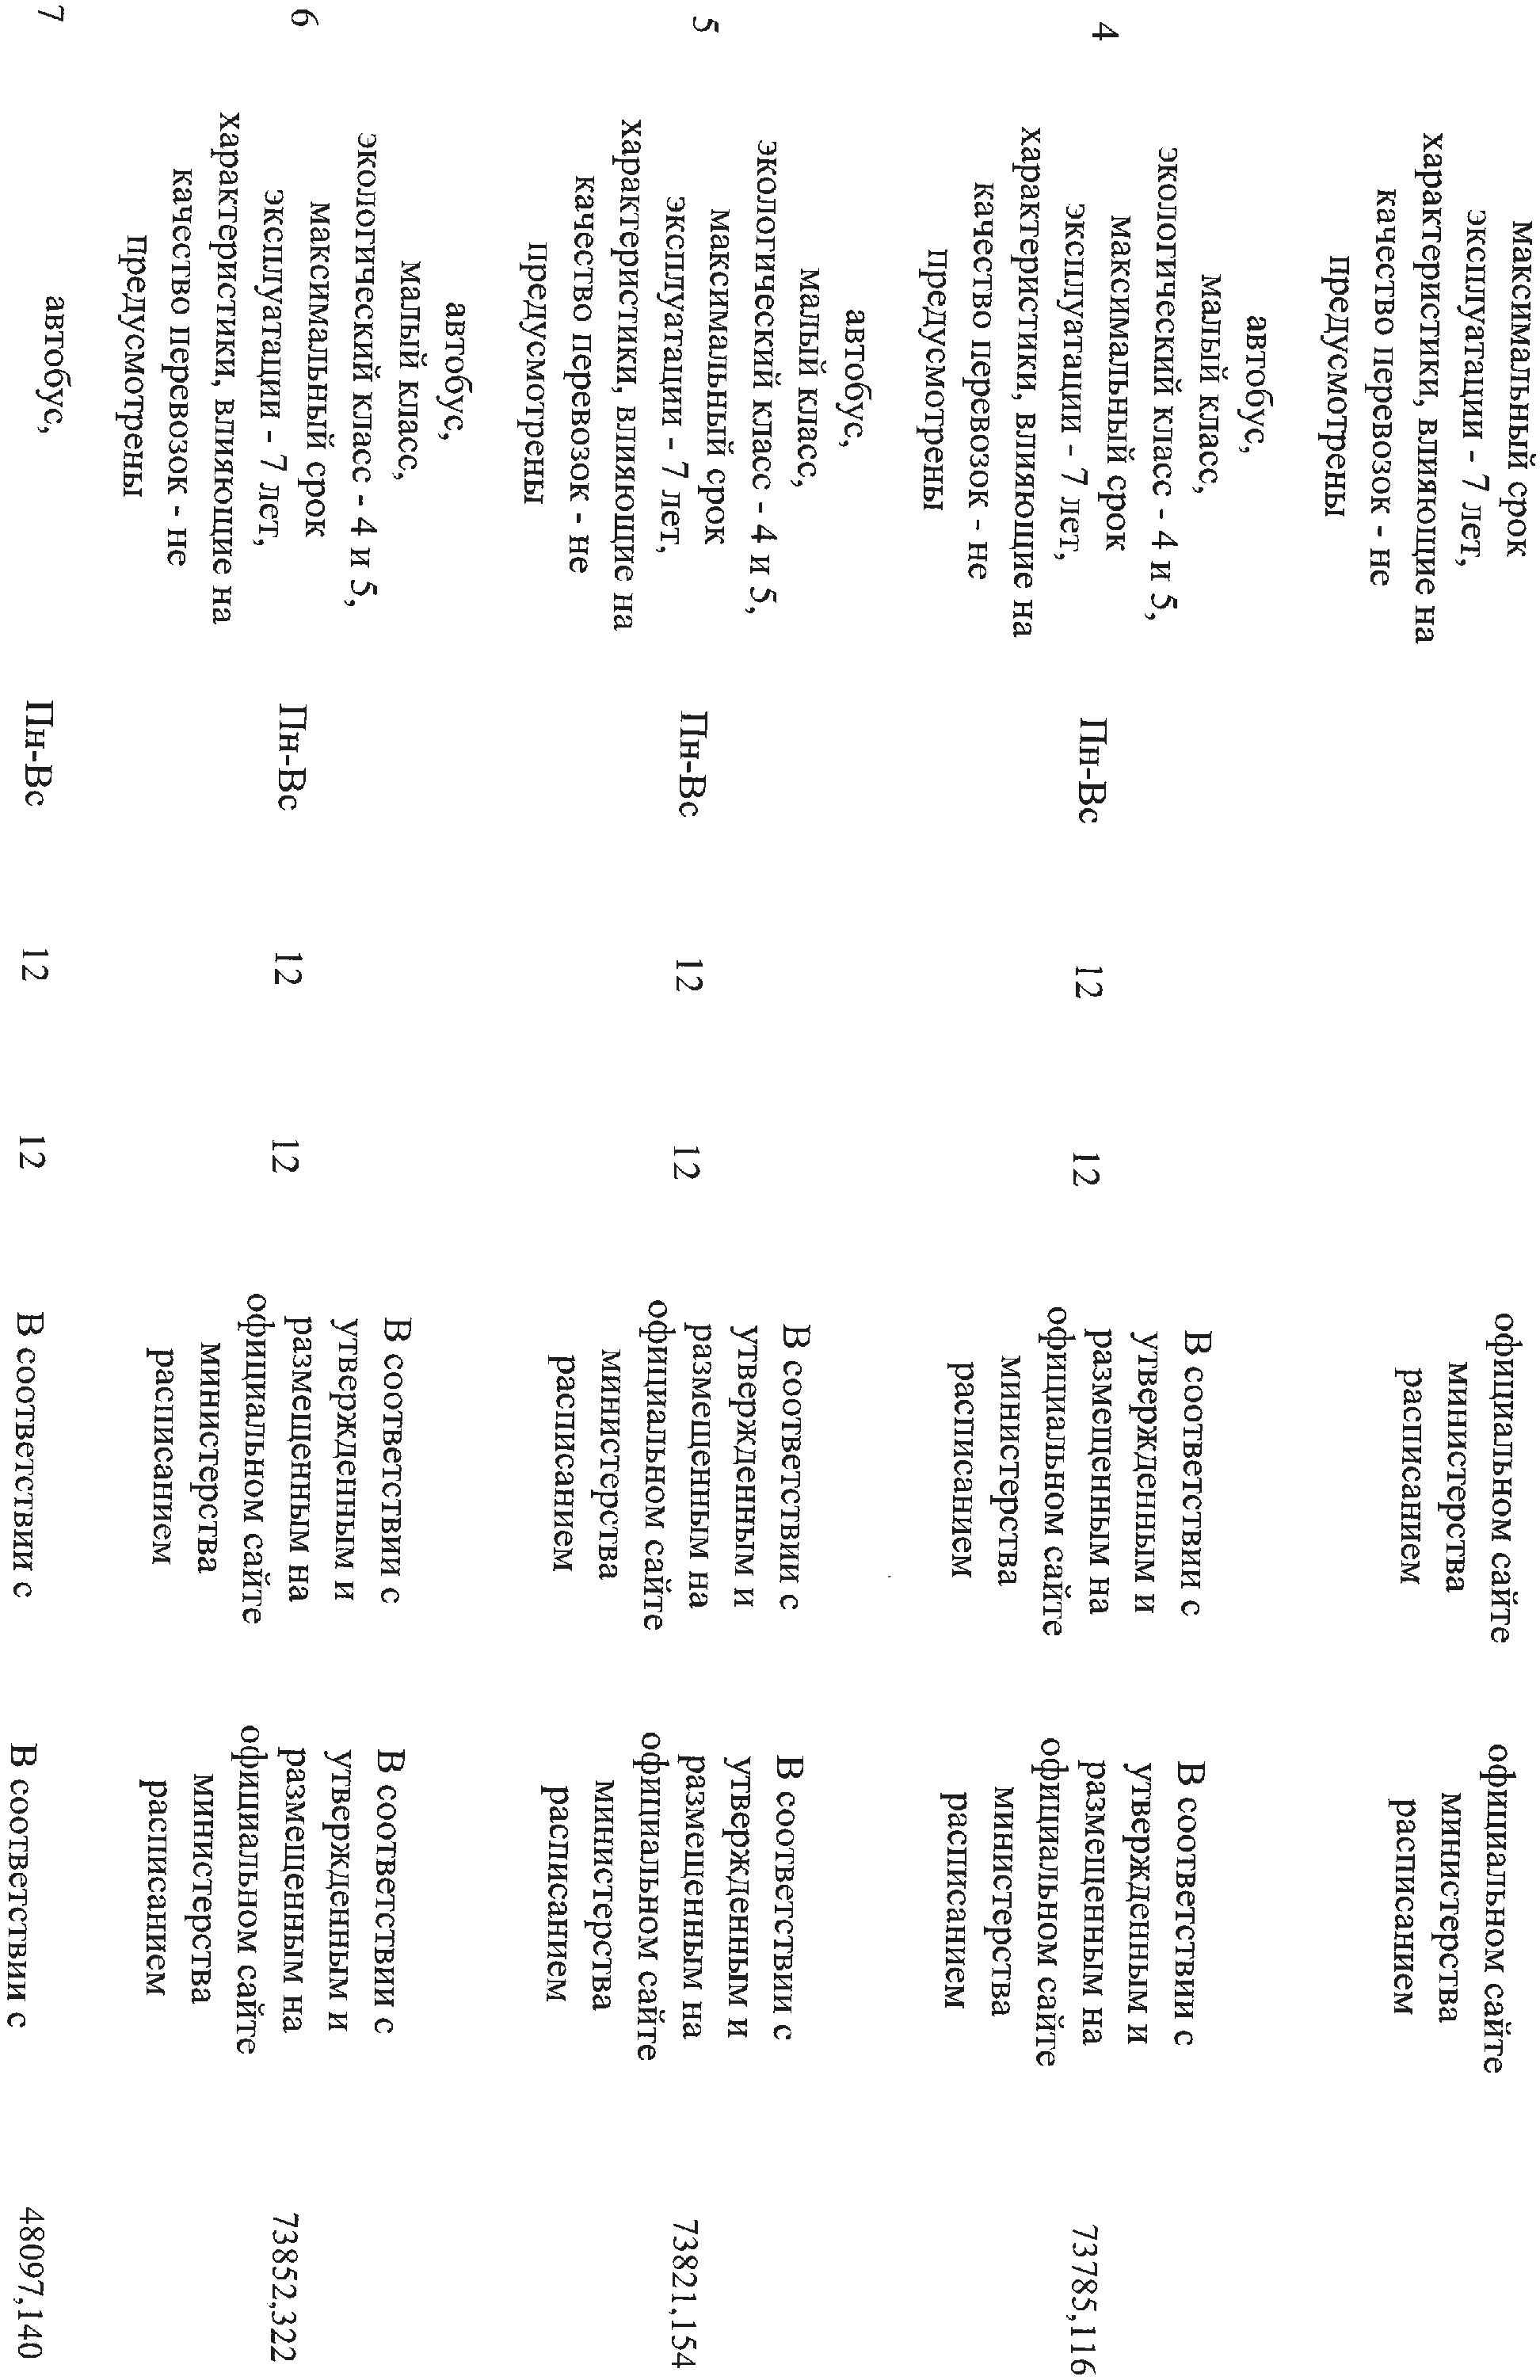 максимальный срок
эксплуатации - 7 лет,
характеристики, влияющие на
качество перевозок - не
предусмотрены
официальном сайте
министерства
расписанием
официальном сайте
министерства
расписанием
4
автобус,
малый класс,
экологический класс - 4 и 5,
максимальный срок
эксплуатации - 7 лет,
характеристики, влияющие на
качество перевозок - не
предусмотрены
Пн-Вс
12
12
В соответствии с
утвержденным и
размещенным на
официальном сайте
министерства
расписанием
В соответствии с
утвержденным и
размещенным на
официальном сайте
министерства
расписанием
73785,116
5
автобус,
малый класс,
экологический класс - 4 и 5,
максимальный срок
эксплуатации - 7 лет,
характеристики, влияющие на
качество перевозок - не
предусмотрены
Пн-Вс
12
12
В соответствии с
утвержденным и
размещенным на
официальном сайте
министерства
расписанием
В соответствии с
утвержденным и
размещенным на
официальном сайте
министерства
расписанием
73821,154
6
автобус,
малый класс,
экологический класс - 4 и 5,
максимальный срок
эксплуатации - 7 лет,
характеристики, влияющие на
качество перевозок - не
предусмотрены
Пн-Вс
12
12
В соответствии с
утвержденным и
размещенным на
официальном сайте
министерства
расписанием
В соответствии с
утвержденным и
размещенным на
официальном сайте
министерства
расписанием
73852,322
7
автобус,
Пн-Вс
12
12
В соответствии с
В соответствии с
48097,140